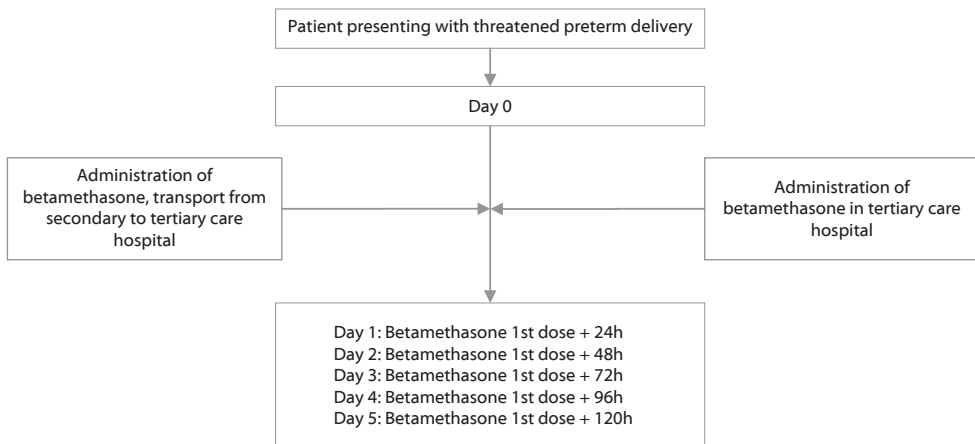 Patient presenting with threatened preterm delivery
Day 0
Administration of
betamethasone, transport from
secondary to tertiary care
hospital
Administration of
betamethasone in tertiary care
hospital
Day 1: Betamethasone 1st dose + 24h
Day 2: Betamethasone 1st dose + 48h
Day 3: Betamethasone 1st dose + 72h
Day 4: Betamethasone 1st dose + 96h
Day 5: Betamethasone 1st dose + 120h